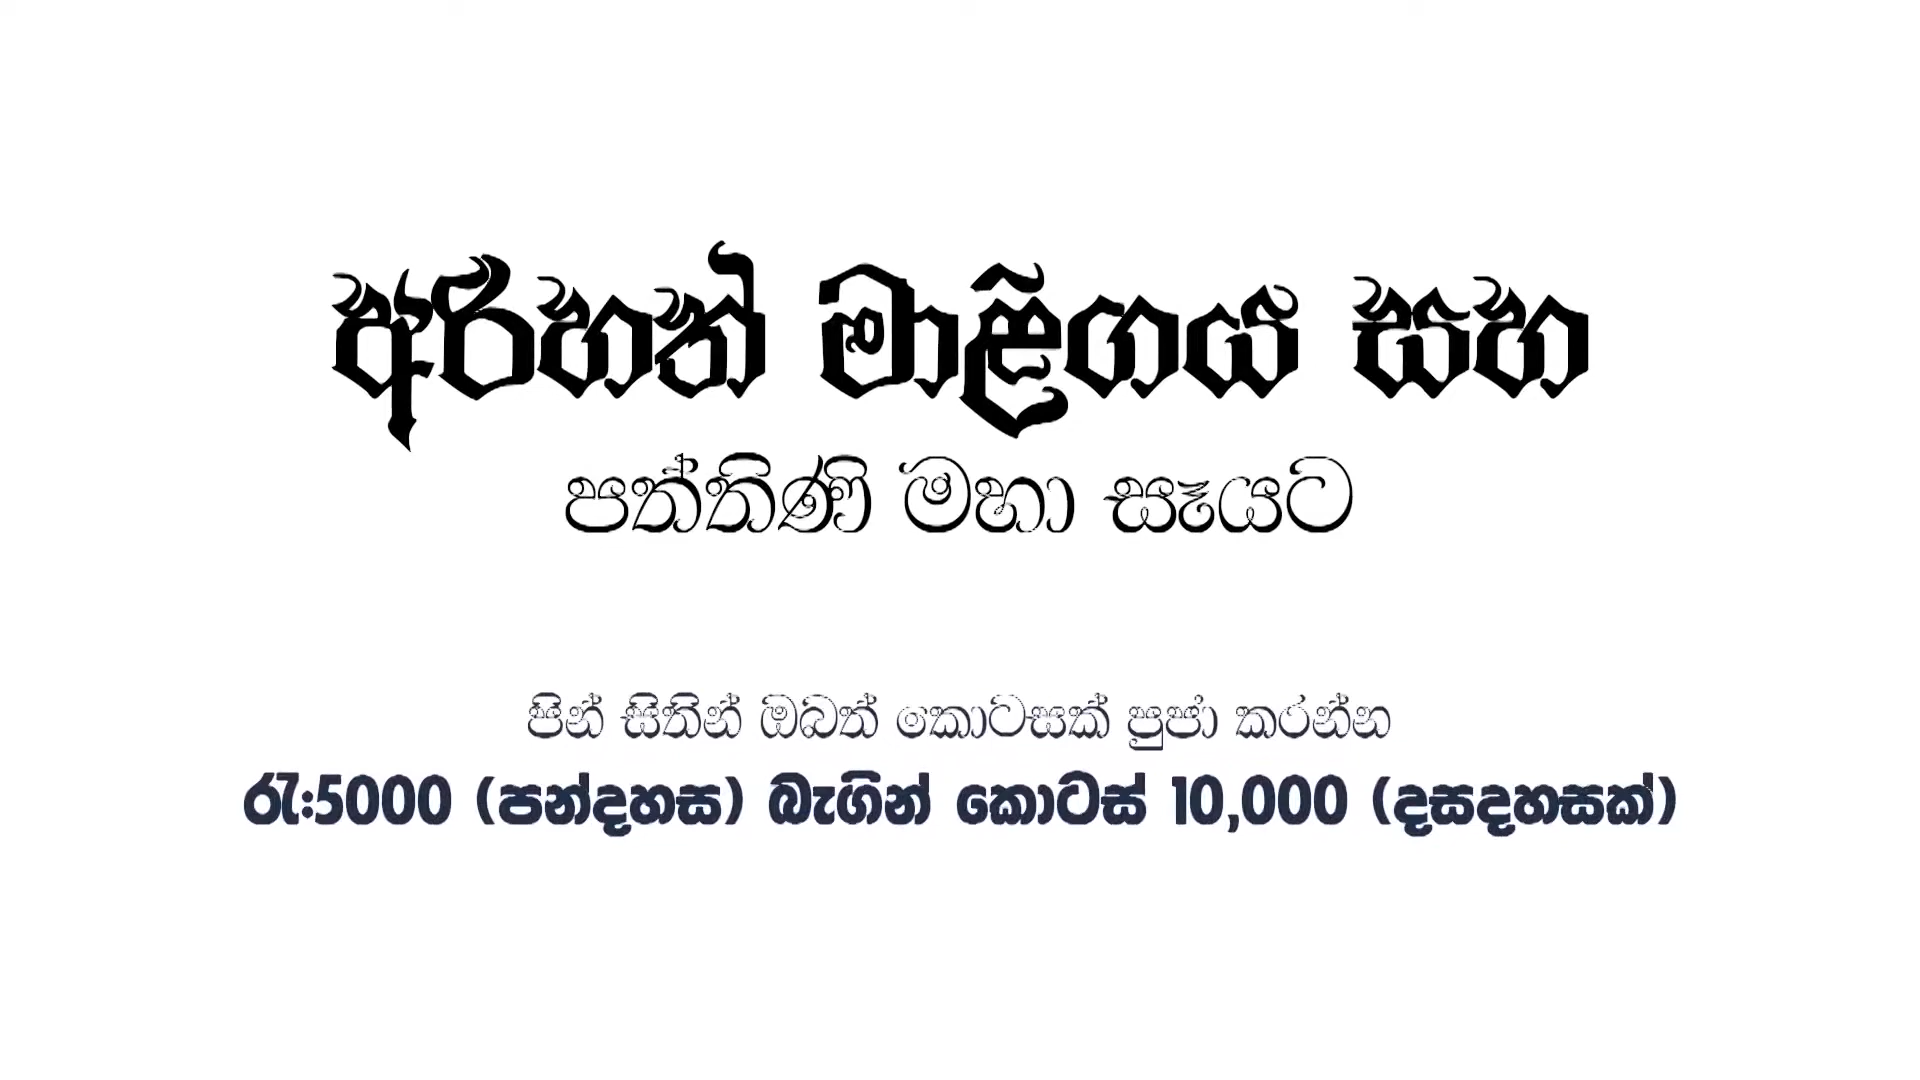 අරිහත් මාළිගය සහ
පත්තිණි මහා සෑයට
පින් සිතින් ඔබත් කොටසක් පුජා කරන්න
රැ:5000 (පන්දහස) බැගින් කොටස් 10,000 (දසදහසක්)